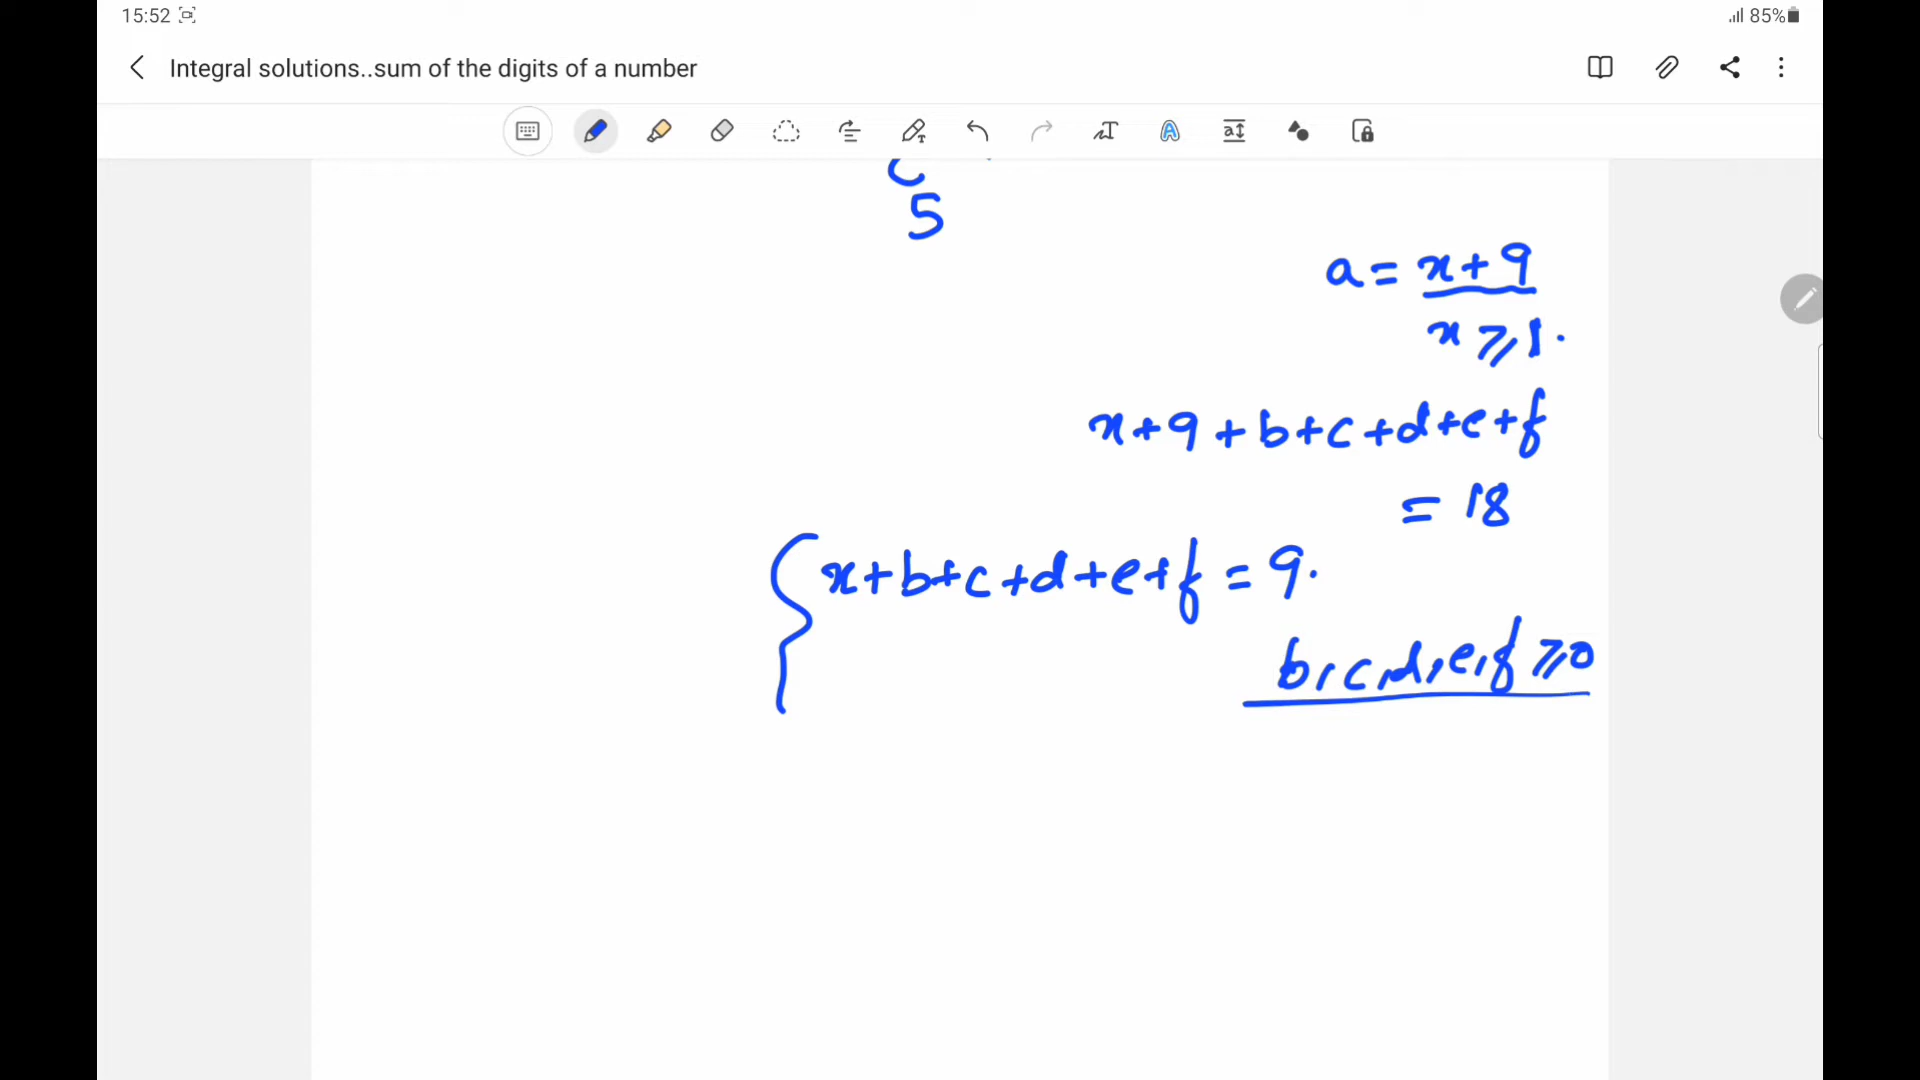 15:52
85%
Integral solutions..sum of the digits of a number
5
a = x+9
x ⩾ 1.
x+9+b+c+d+e+f
= 18
x+b+c+d+e+f = 9.
b, c, d, e, f ⩾ 0